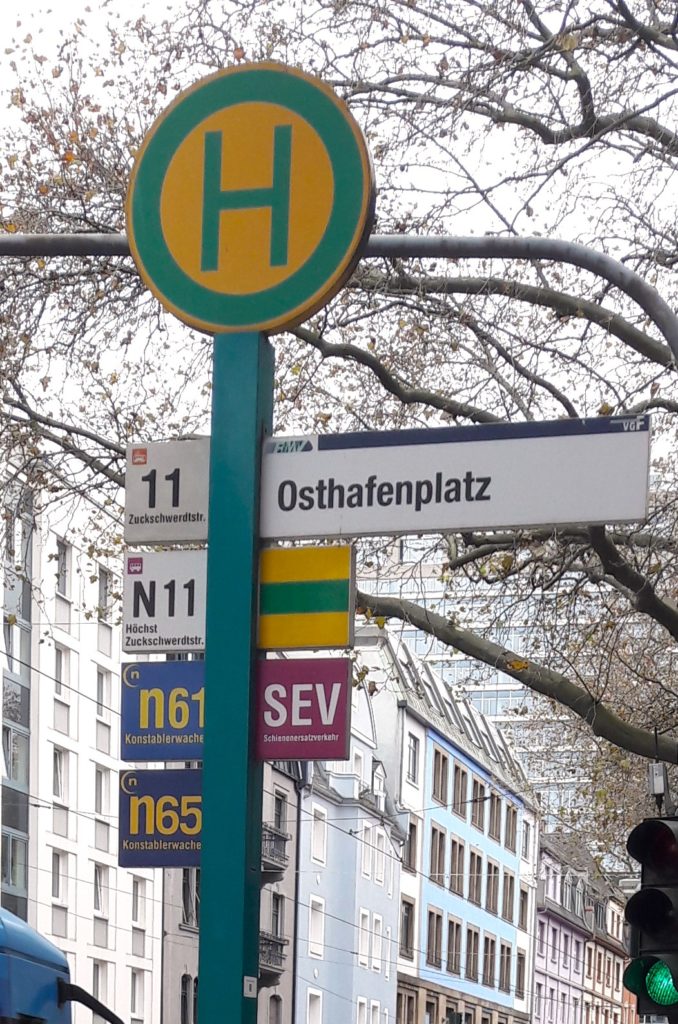 H
RMV
VGF
Osthafenplatz
11
Zuckschwerdtstr.
N11
Höchst
Zuckschwerdtstr.
n
n61
Konstablerwache
SEV
Schienenersatzverkehr
n
n65
Konstablerwache